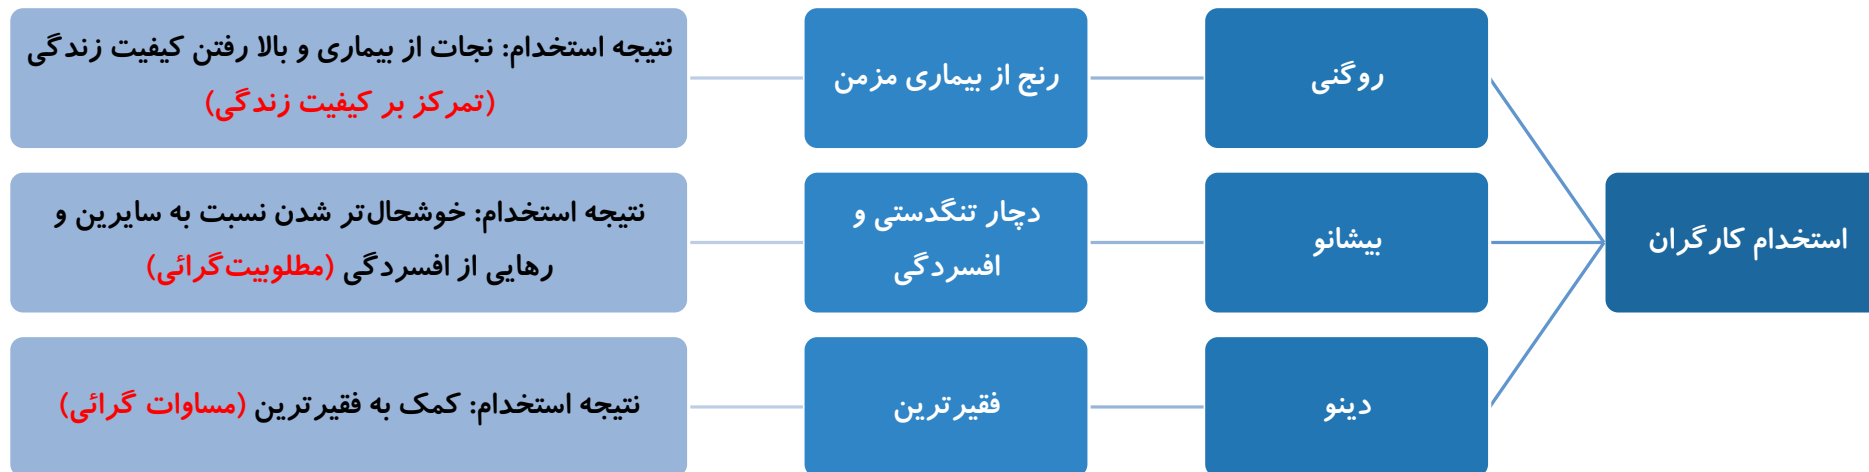 استخدام کارگران
روگنی
رنج از بیماری مزمن
نتیجه استخدام: نجات از بیماری و بالا رفتن کیفیت زندگی
(تمرکز بر کیفیت زندگی)
بیشانو
دچار تنگدستی و
افسردگی
نتیجه استخدام: خوشحال‌تر شدن نسبت به سایرین و
رهایی از افسردگی (مطلوبیت‌گرائی)
دینو
فقیرترین
نتیجه استخدام: کمک به فقیرترین (مساوات گرائی)